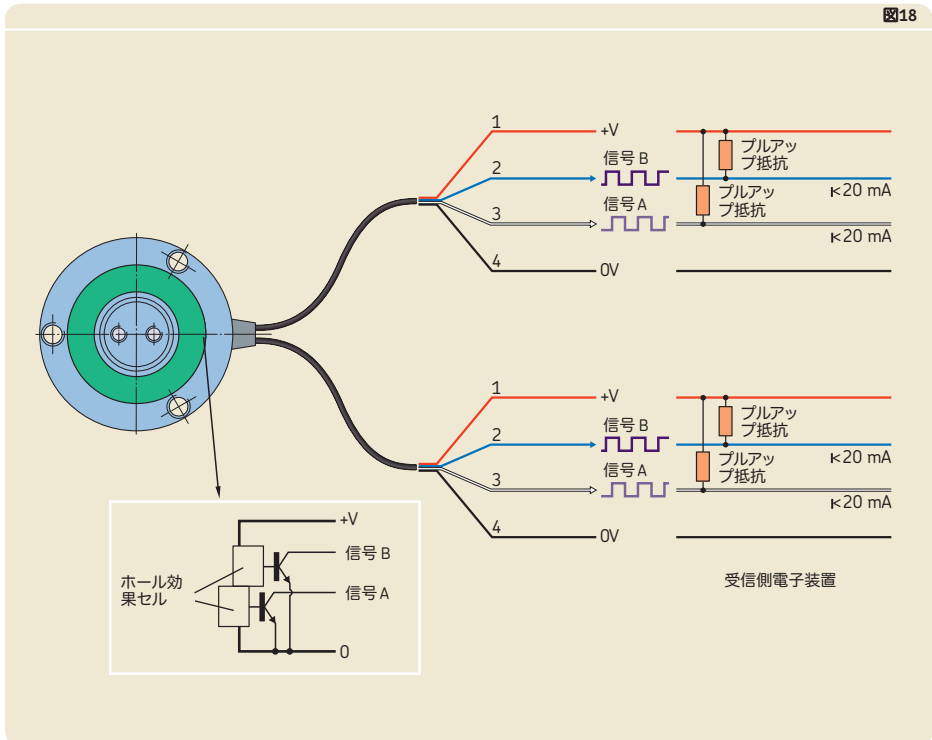 図18
1
+V
プルアッ
プ抵抗
信号 B
2
I<20 mA
信号 A
プルアッ
プ抵抗
3
I<20 mA
4
0V
1
+V
プルアッ
プ抵抗
信号 B
2
I<20 mA
信号 A
プルアッ
プ抵抗
3
I<20 mA
4
0V
受信側電子装置
+V
信号 B
ホール効
果セル
信号 A
0